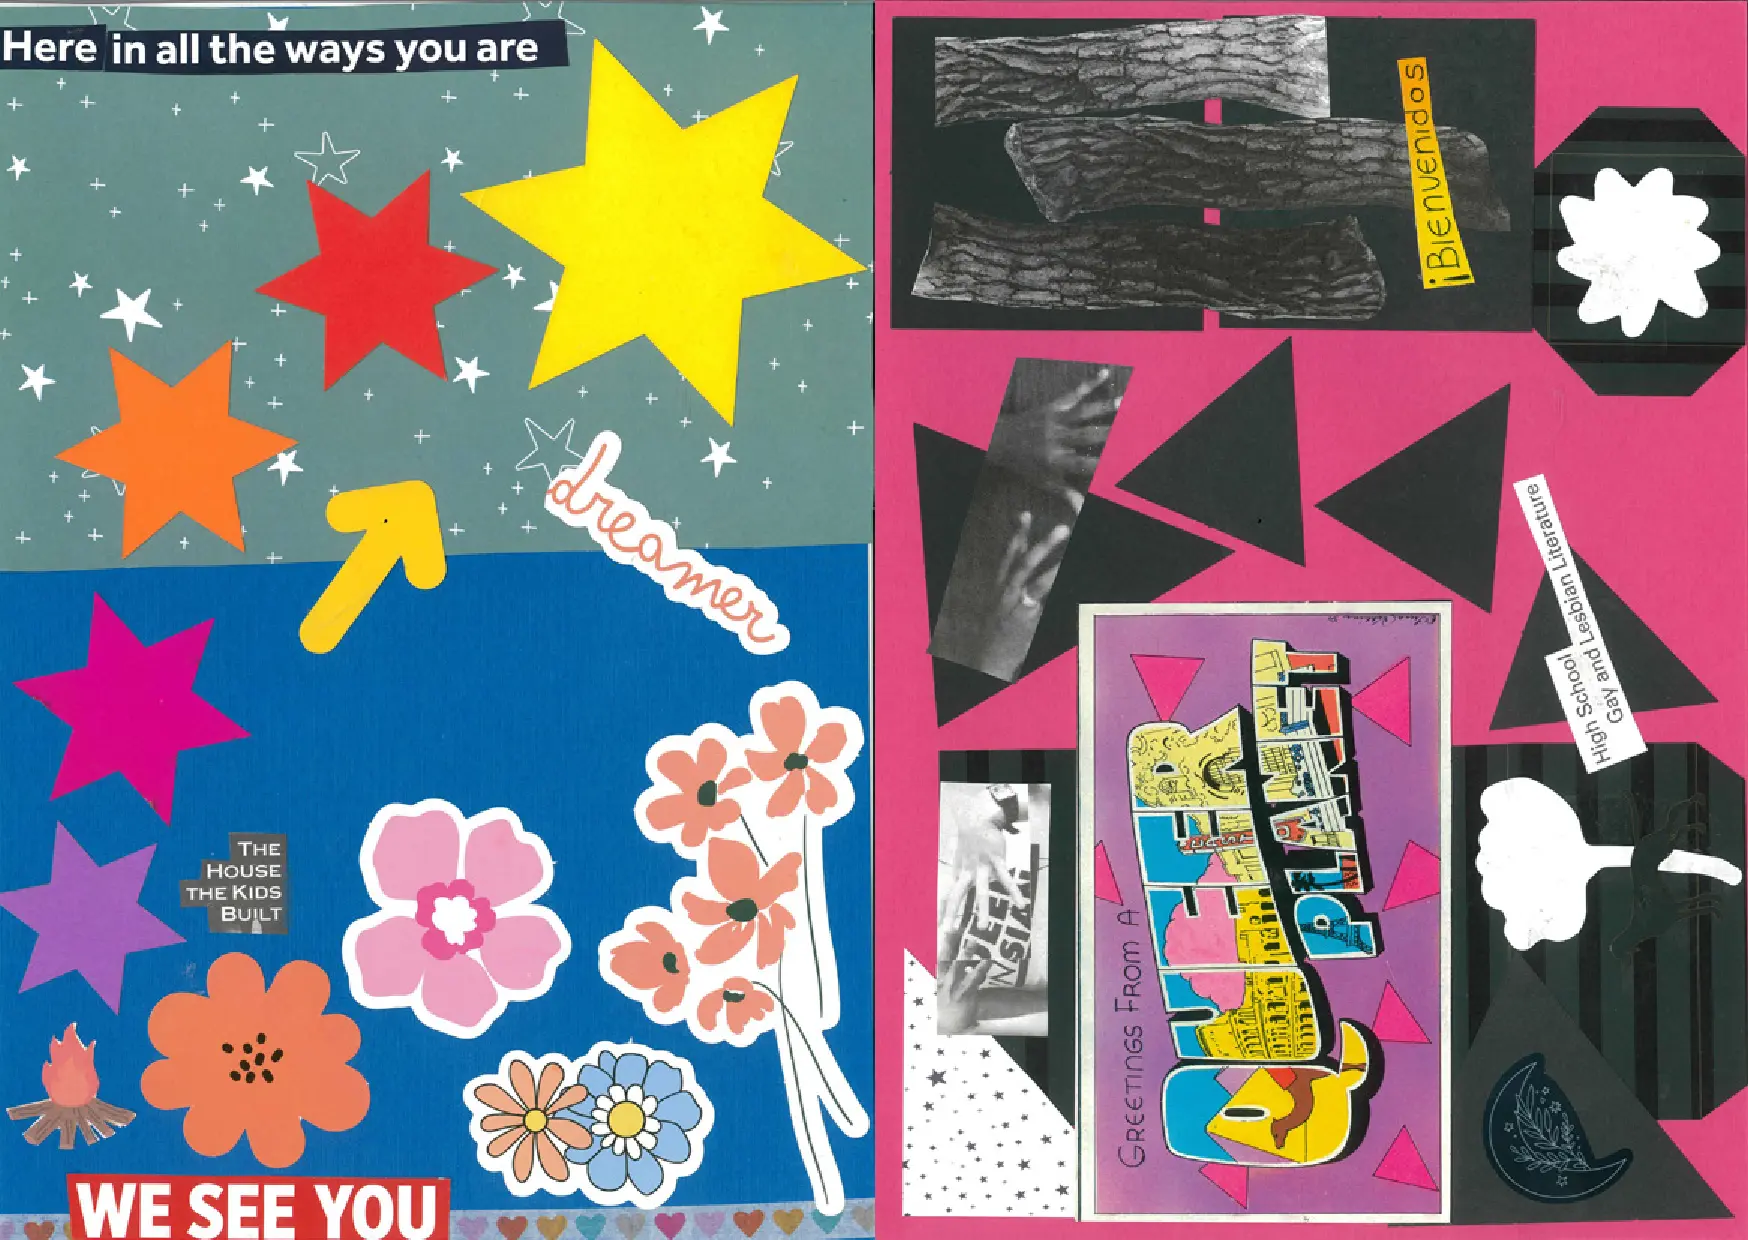 Here in all the ways you are
dreamer
THE
HOUSE
THE KIDS
BUILT
WE SEE YOU
¡BIENVENIDOS
High School
Gay and Lesbian Literature
GREETINGS FROM A
QUEER
PLANET